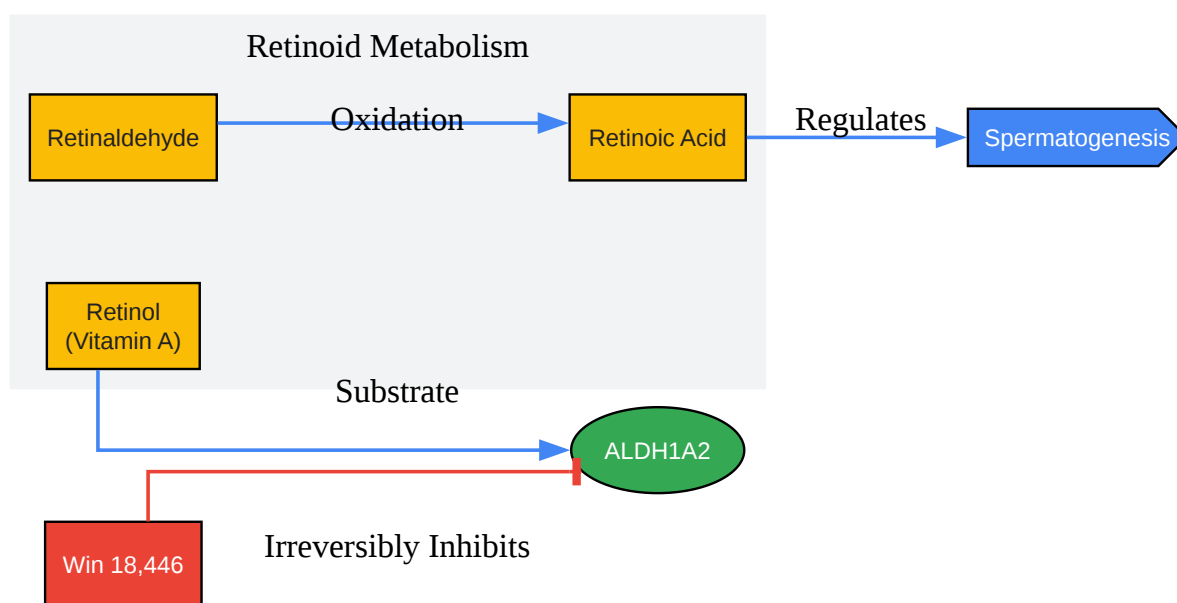 Retinoid Metabolism
Retinaldehyde
Oxidation
Retinoic Acid
Regulates
Spermatogenesis
Retinol
(Vitamin A)
Substrate
ALDH1A2
Win 18,446
Irreversibly Inhibits